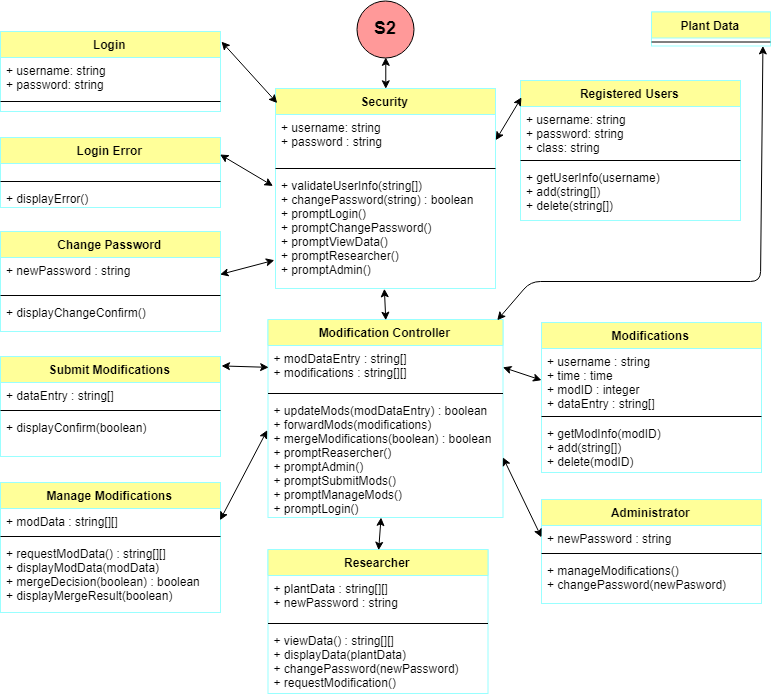 S2
Plant Data
Login
+ username: string
+ password: string
Security
+ username: string
+ password : string
+ validateUserInfo(string[])
+ changePassword(string) : boolean
+ promptLogin()
+ promptChangePassword()
+ promptViewData()
+ promptResearcher()
+ promptAdmin()
Registered Users
+ username: string
+ password: string
+ class: string
+ getUserInfo(username)
+ add(string[])
+ delete(string[])
Login Error
+ displayError()
Change Password
+ newPassword : string
+ displayChangeConfirm()
Modification Controller
+ modDataEntry : string[]
+ modifications : string[][]
+ updateMods(modDataEntry) : boolean
+ forwardMods(modifications)
+ mergeModifications(boolean) : boolean
+ promptReasercher()
+ promptAdmin()
+ promptSubmitMods()
+ promptManageMods()
+ promptLogin()
Modifications
+ username : string
+ time : time
+ modID : integer
+ dataEntry : string[]
+ getModInfo(modID)
+ add(string[])
+ delete(modID)
Submit Modifications
+ dataEntry : string[]
+ displayConfirm(boolean)
Manage Modifications
+ modData : string[][]
+ requestModData() : string[][]
+ displayModData(modData)
+ mergeDecision(boolean) : boolean
+ displayMergeResult(boolean)
Administrator
+ newPassword : string
+ manageModifications()
+ changePassword(newPasword)
Researcher
+ plantData : string[][]
+ newPassword : string
+ viewData() : string[][]
+ displayData(plantData)
+ changePassword(newPassword)
+ requestModification()